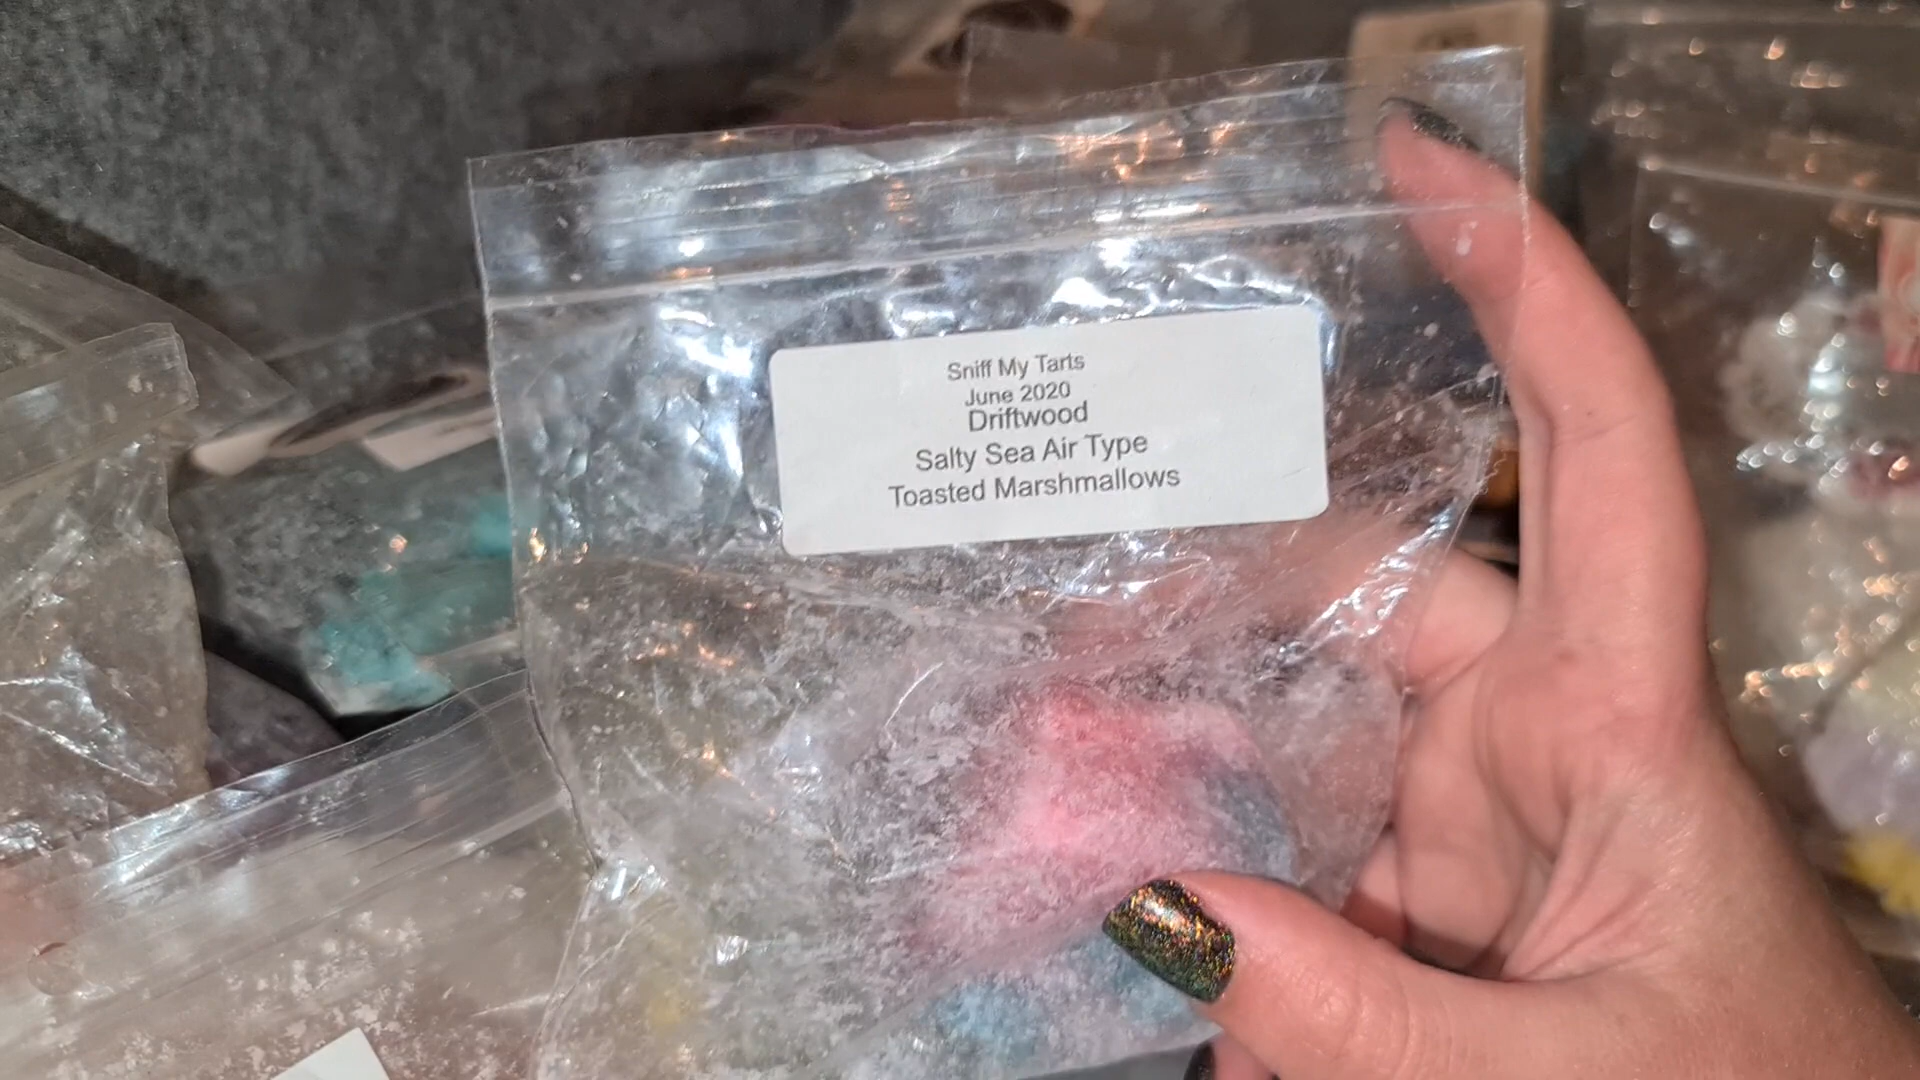 Sniff My Tarts
June 2020
Driftwood
Salty Sea Air Type
Toasted Marshmallows